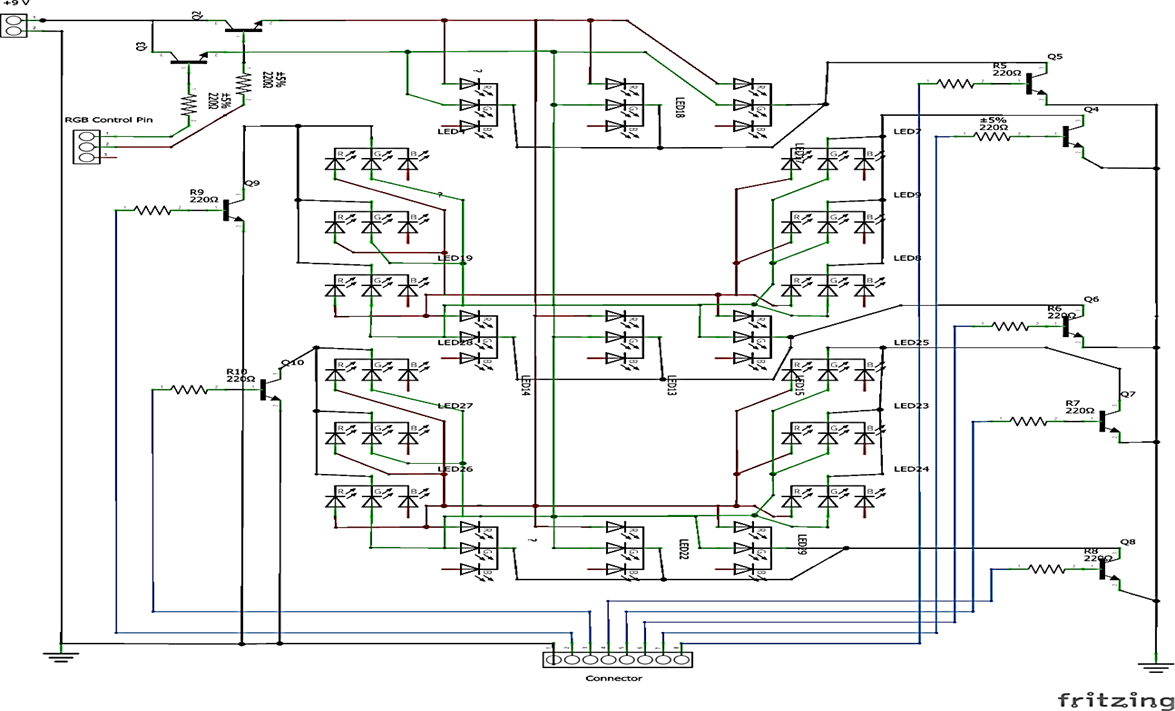 +9 V
Q2
Q3
±5%
220Ω
±5%
220Ω
RGB Control Pin
?
LED4
LED18
R5
220Ω
Q5
Q4
±5%
220Ω
LED7
R9
220Ω
Q9
?
LED9
LED19
LED8
Q6
R6
220Ω
LED28
LED25
LED14
LED13
LED15
R10
220Ω
Q10
LED27
LED23
Q7
R7
220Ω
LED26
LED24
?
LED22
LED29
Q8
R8
220Ω
R G B
Connector
fritzing